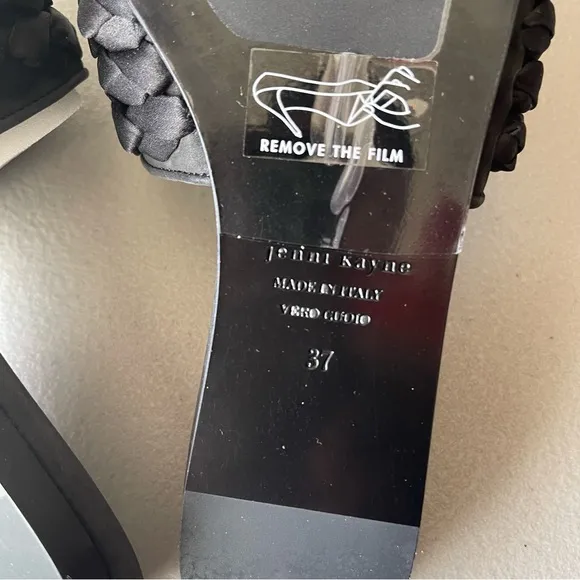 REMOVE THE FILM
jenni kayne
MADE IN ITALY
VERO CUOIO
37